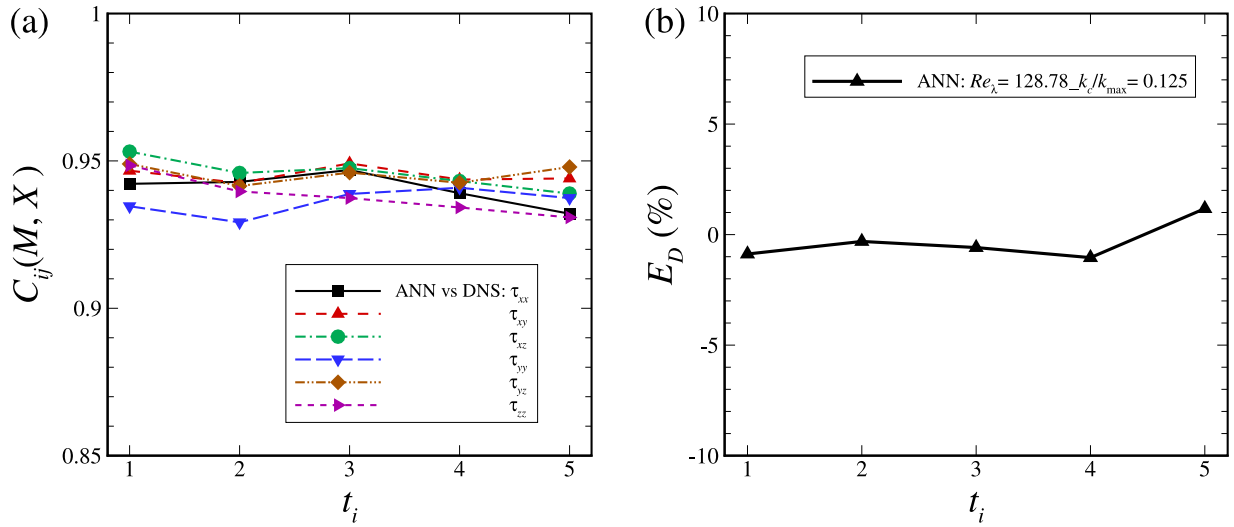 (a)
1
0.95
0.9
0.85
C_ij(M, X)
1 2 3 4 5
t_i
ANN vs DNS: τ_xx
τ_xy
τ_xz
τ_yy
τ_yz
τ_zz
(b)
10
5
0
-5
-10
E_D (%)
1 2 3 4 5
t_i
ANN: Re_λ= 128.78_k_c/k_max= 0.125